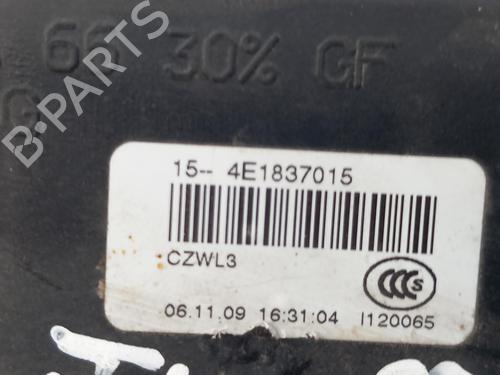 66 30% GF
G
B-PARTS
15-- 4E1837015
CZWL3
CCC S
06.11.09 16:31:04 I120065